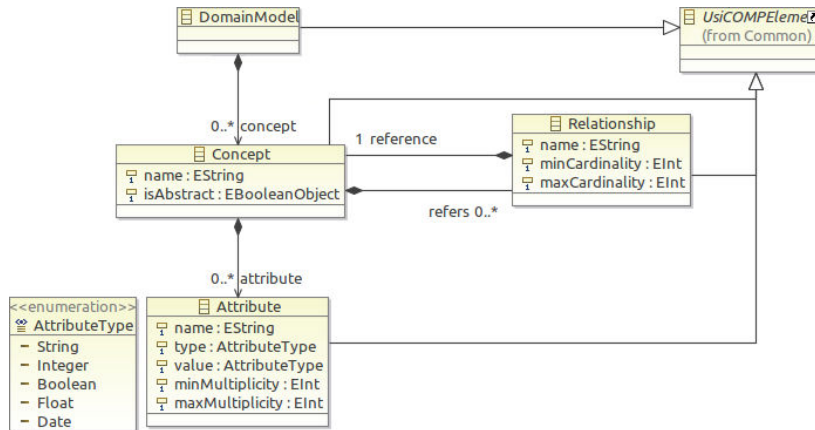 DomainModel
UsiCOMPEleme
(from Common)
0..* concept
1 reference
Relationship
name : EString
minCardinality : EInt
maxCardinality : EInt
Concept
name : EString
isAbstract : EBooleanObject
refers 0..*
0..* attribute
<<enumeration>>
AttributeType
String
Integer
Boolean
Float
Date
Attribute
name : EString
type : AttributeType
value : AttributeType
minMultiplicity : EInt
maxMultiplicity : EInt